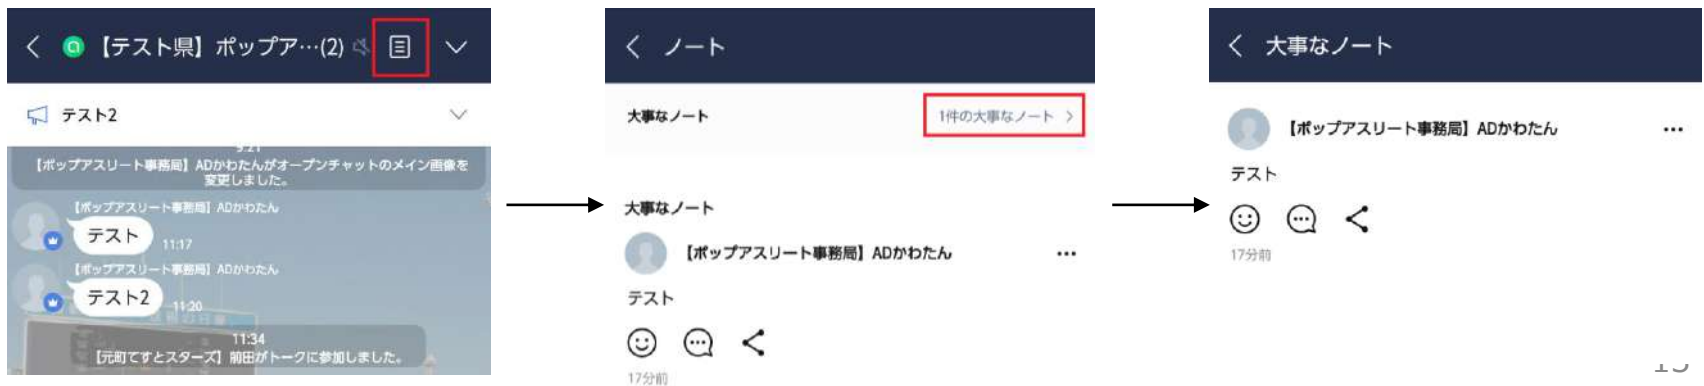 【テスト県】ポップア…(2)
テスト2
9:21
【ポップアスリート事務局】ADかわたんがオープンチャットのメイン画像を
変更しました。
【ポップアスリート事務局】ADかわたん
テスト
11:17
【ポップアスリート事務局】ADかわたん
テスト2
11:20
11:34
【元町てすとスターズ】前田がトークに参加しました。
ノート
大事なノート
1件の大事なノート
大事なノート
【ポップアスリート事務局】ADかわたん
テスト
17分前
大事なノート
【ポップアスリート事務局】ADかわたん
テスト
17分前